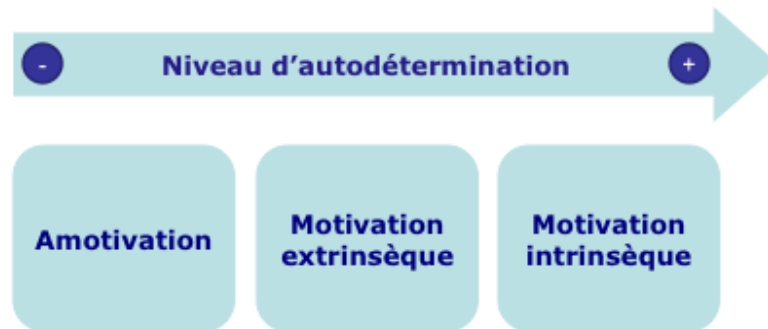 - Niveau d'autodétermination +
Amotivation
Motivation
extrinsèque
Motivation
intrinsèque